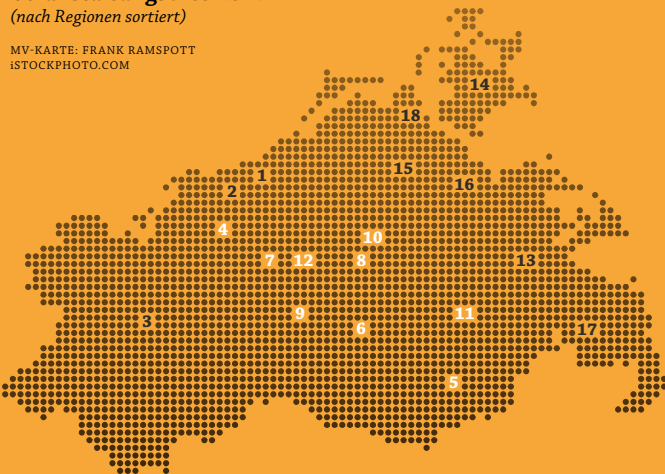 (nach Regionen sortiert)
MV-KARTE: FRANK RAMSPOTT
iSTOCKPHOTO.COM
14
18
15
1
16
2
4
10
7 12 8 13
9 11
3 6 17
5